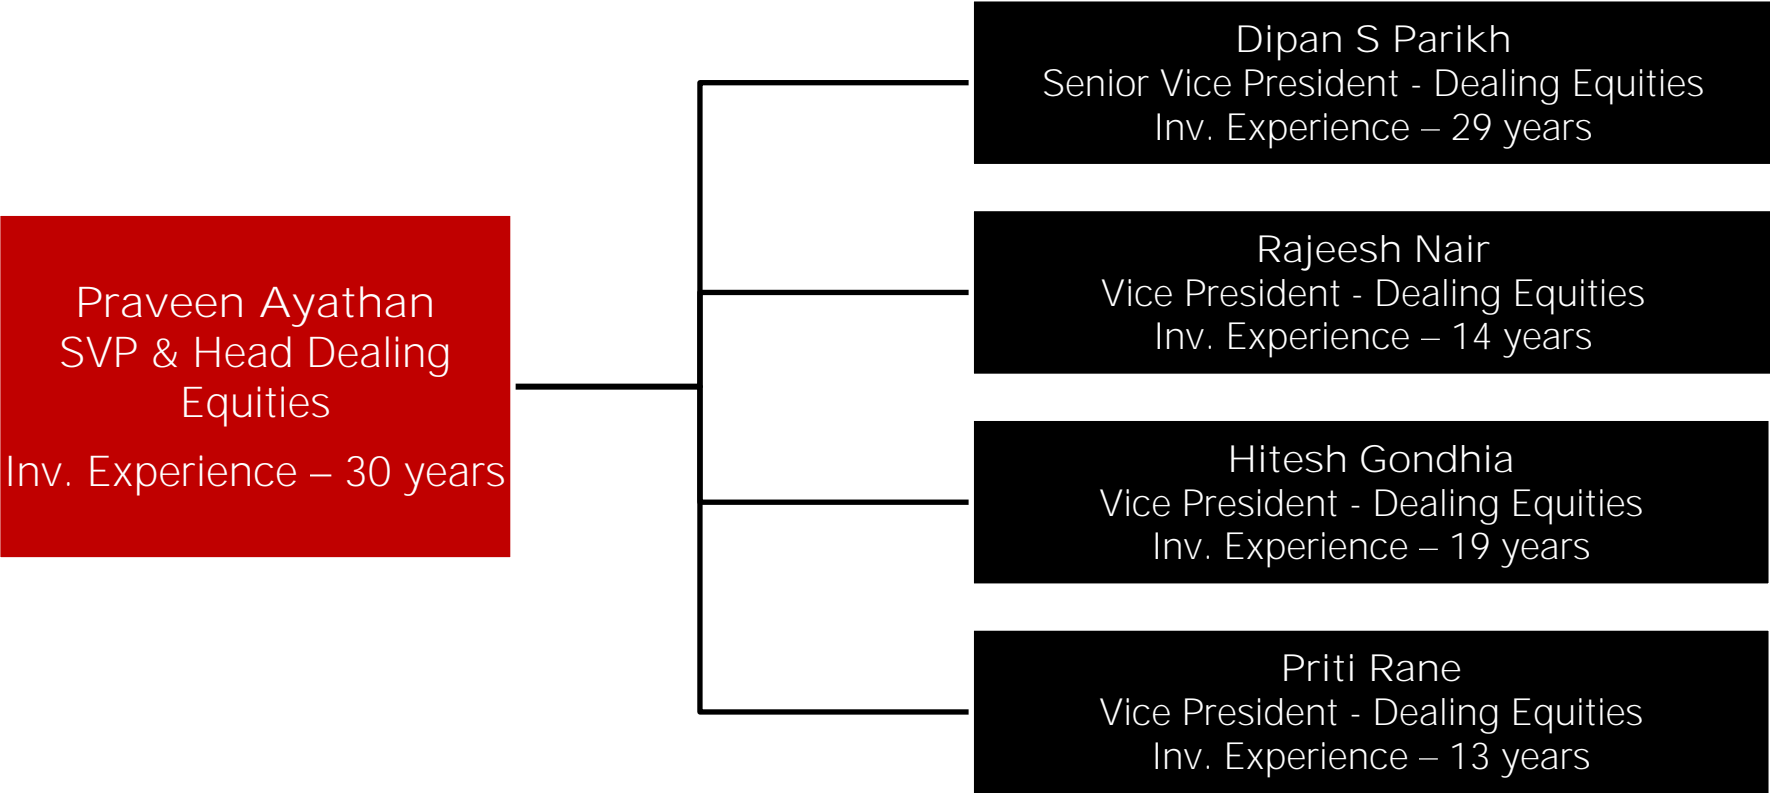 Praveen Ayathan
SVP & Head Dealing
Equities
Inv. Experience – 30 years
Dipan S Parikh
Senior Vice President - Dealing Equities
Inv. Experience – 29 years
Rajeesh Nair
Vice President - Dealing Equities
Inv. Experience – 14 years
Hitesh Gondhia
Vice President - Dealing Equities
Inv. Experience – 19 years
Priti Rane
Vice President - Dealing Equities
Inv. Experience – 13 years